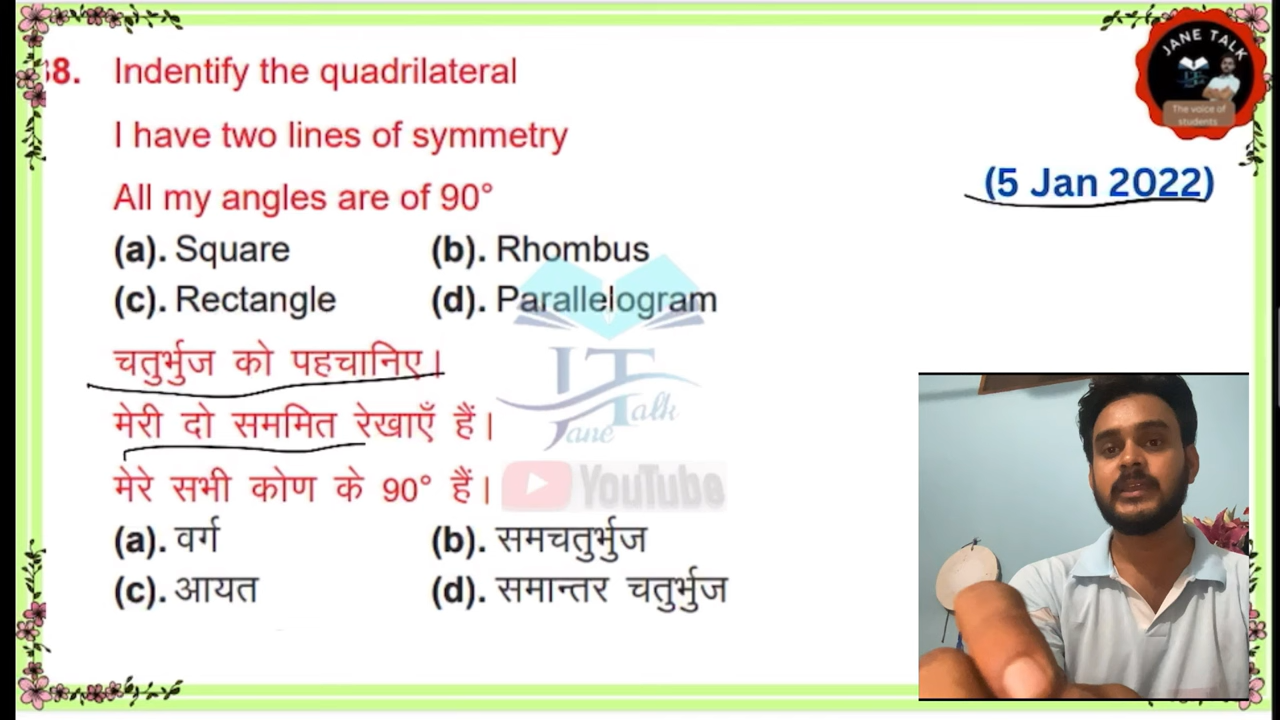 38. Indentify the quadrilateral
I have two lines of symmetry
All my angles are of 90°
(5 Jan 2022)
(a). Square (b). Rhombus
(c). Rectangle (d). Parallelogram
चतुर्भुज को पहचानिए।
मेरी दो सममित रेखाएँ हैं।
मेरे सभी कोण के 90° हैं।
(a). वर्ग (b). समचतुर्भुज
(c). आयत (d). समान्तर चतुर्भुज
JANE TALK
The voice of
students
JT
Jane Talk
YouTube